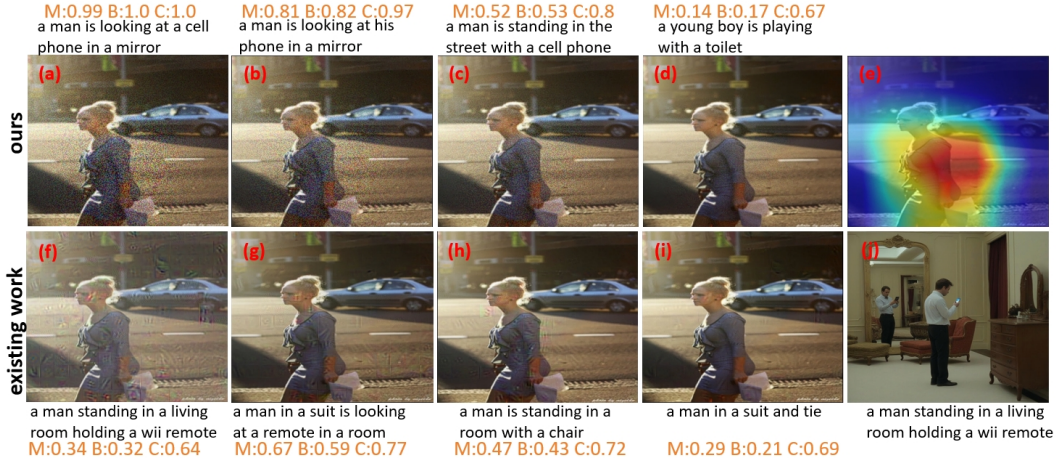 M:0.99 B:1.0 C:1.0
a man is looking at a cell
phone in a mirror
M:0.81 B:0.82 C:0.97
a man is looking at his
phone in a mirror
M:0.52 B:0.53 C:0.8
a man is standing in the
street with a cell phone
M:0.14 B:0.17 C:0.67
a young boy is playing
with a toilet
ours
(a)
(b)
(c)
(d)
(e)
existing work
(f)
(g)
(h)
(i)
(j)
a man standing in a living
room holding a wii remote
M:0.34 B:0.32 C:0.64
a man in a suit is looking
at a remote in a room
M:0.67 B:0.59 C:0.77
a man is standing in a
room with a chair
M:0.47 B:0.43 C:0.72
a man in a suit and tie
M:0.29 B:0.21 C:0.69
a man standing in a living
room holding a wii remote